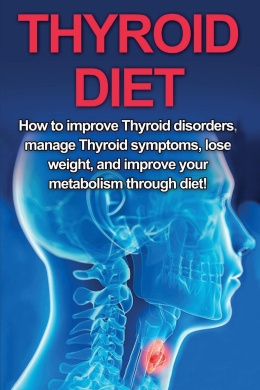 THYROID
DIET
How to improve Thyroid disorders,
manage Thyroid symptoms, lose
weight, and improve your
metabolism through diet!